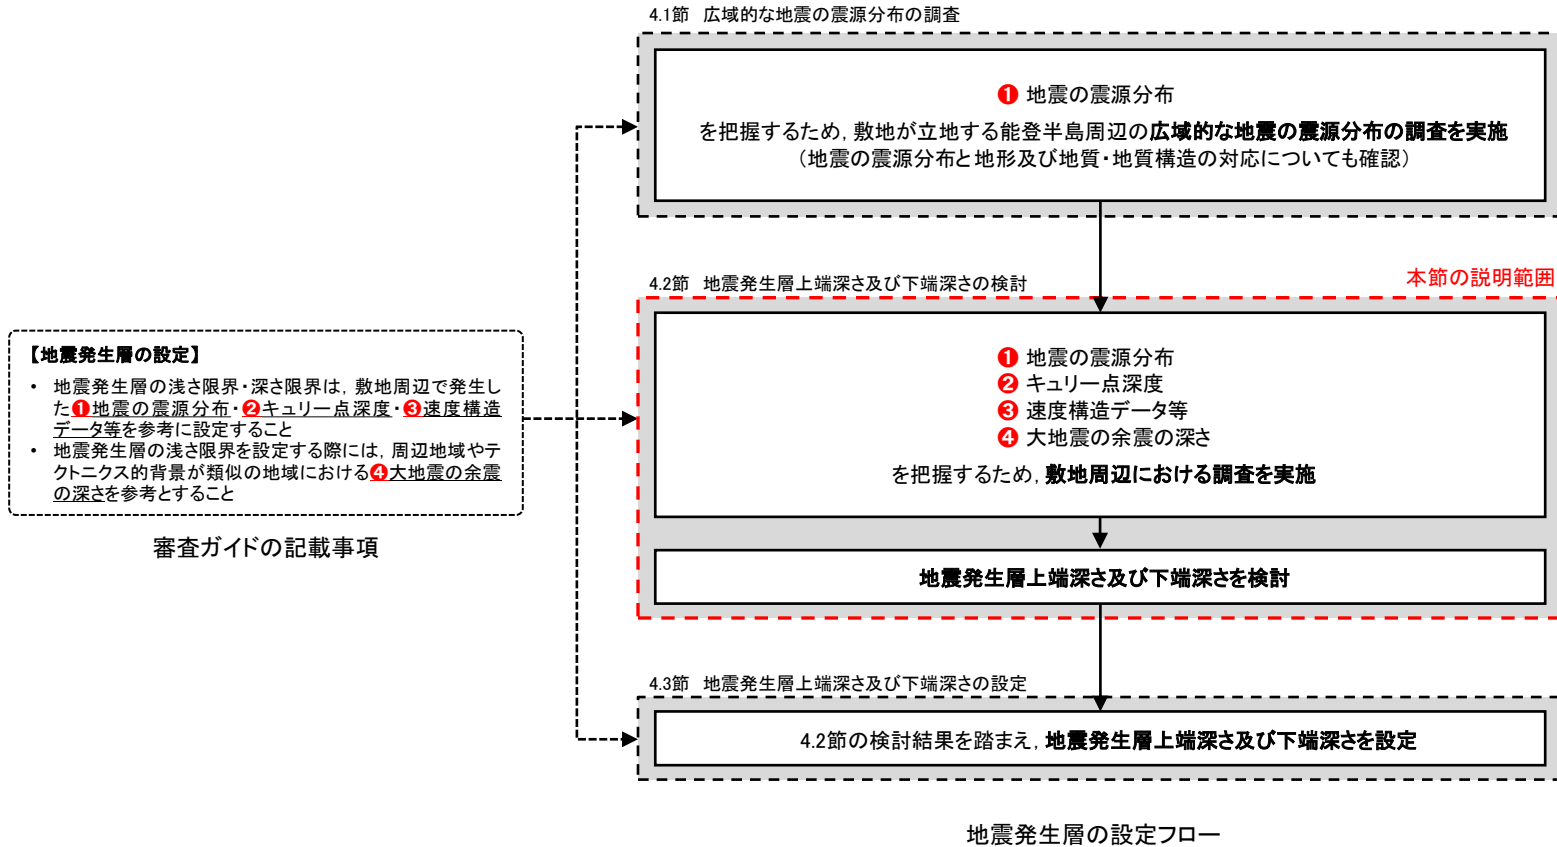 4.1節 広域的な地震の震源分布の調査
❶ 地震の震源分布
を把握するため，敷地が立地する能登半島周辺の広域的な地震の震源分布の調査を実施
（地震の震源分布と地形及び地質・地質構造の対応についても確認）
4.2節 地震発生層上端深さ及び下端深さの検討
本節の説明範囲
❶ 地震の震源分布
❷ キュリー点深度
❸ 速度構造データ等
❹ 大地震の余震の深さ
を把握するため，敷地周辺における調査を実施
地震発生層上端深さ及び下端深さを検討
【地震発生層の設定】
・ 地震発生層の浅さ限界・深さ限界は，敷地周辺で発生し
た❶地震の震源分布・❷キュリー点深度・❸速度構造
データ等を参考に設定すること
・ 地震発生層の浅さ限界を設定する際には，周辺地域やテ
クトニクス的背景が類似の地域における❹大地震の余震
の深さを参考とすること
審査ガイドの記載事項
4.3節 地震発生層上端深さ及び下端深さの設定
4.2節の検討結果を踏まえ，地震発生層上端深さ及び下端深さを設定
地震発生層の設定フロー